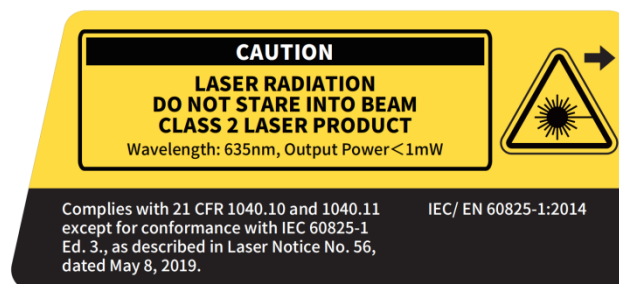 CAUTION
LASER RADIATION
DO NOT STARE INTO BEAM
CLASS 2 LASER PRODUCT
Wavelength: 635nm, Output Power<1mW
Complies with 21 CFR 1040.10 and 1040.11
except for conformance with IEC 60825-1
Ed. 3., as described in Laser Notice No. 56,
dated May 8, 2019.
IEC/ EN 60825-1:2014